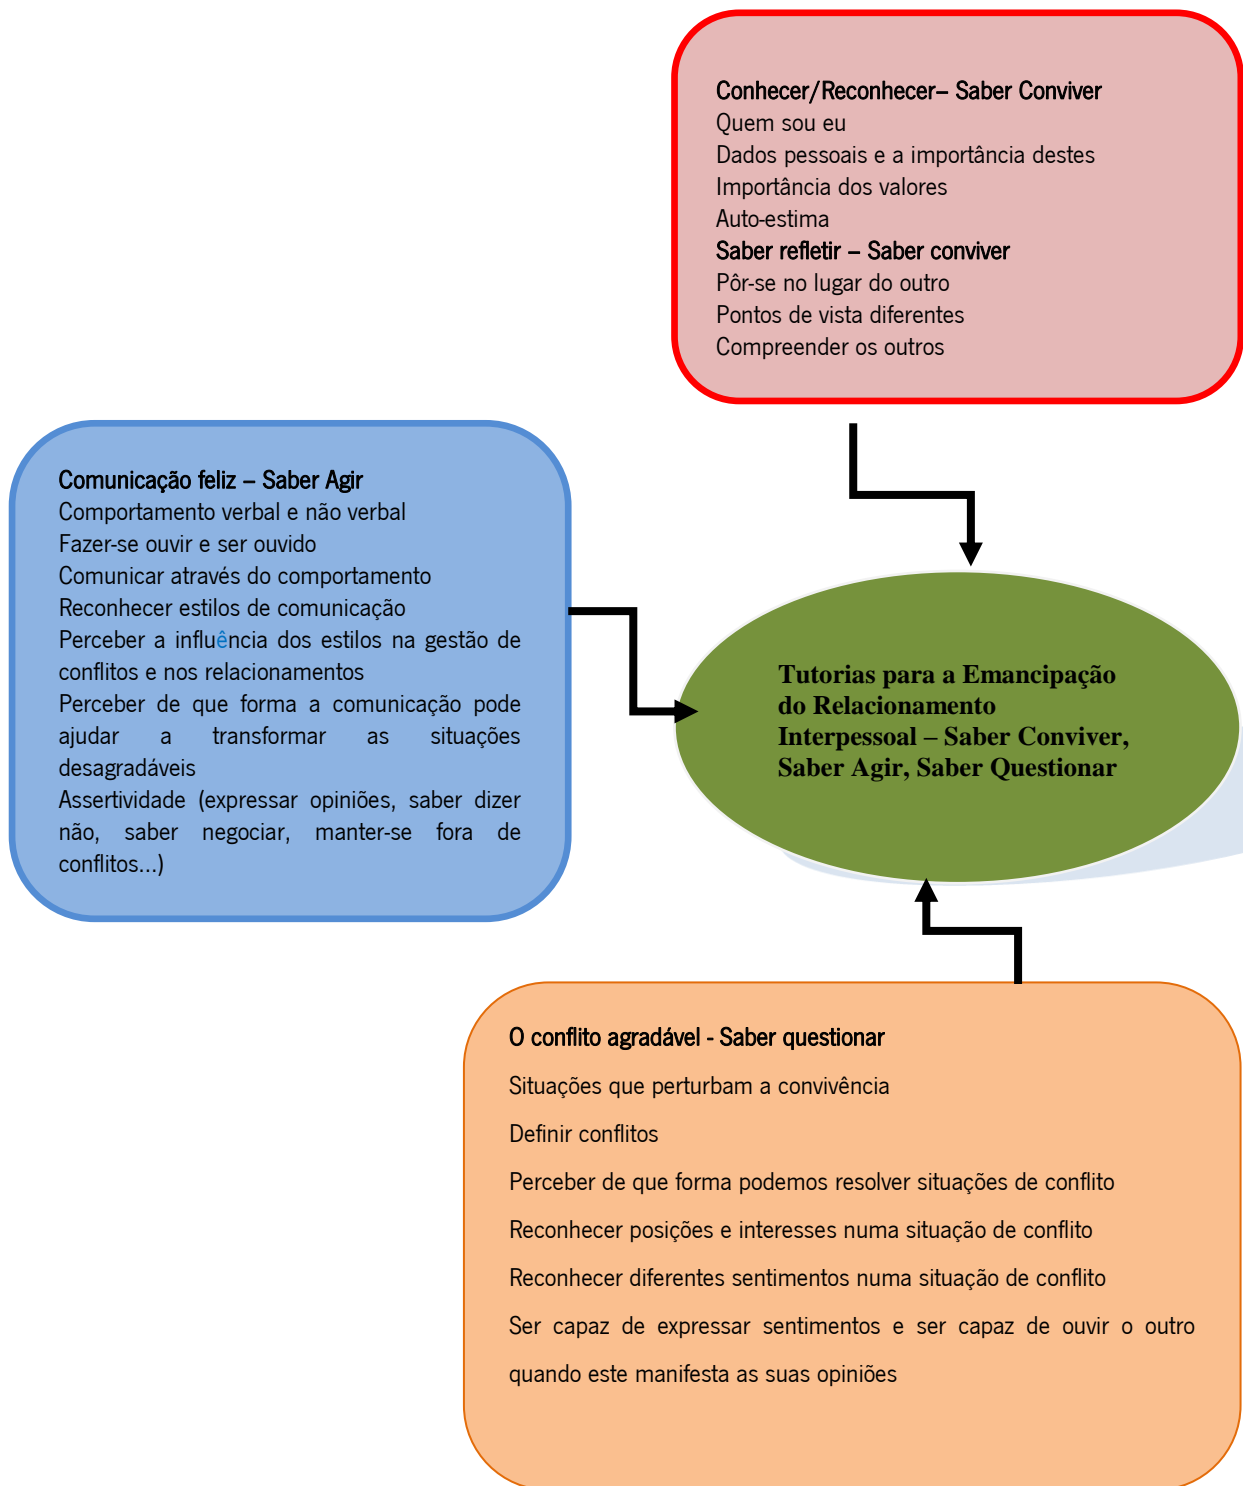 Conhecer/Reconhecer– Saber Conviver
Quem sou eu
Dados pessoais e a importância destes
Importância dos valores
Auto-estima
Saber refletir – Saber conviver
Pôr-se no lugar do outro
Pontos de vista diferentes
Compreender os outros
Comunicação feliz – Saber Agir
Comportamento verbal e não verbal
Fazer-se ouvir e ser ouvido
Comunicar através do comportamento
Reconhecer estilos de comunicação
Perceber a influência dos estilos na gestão de
conflitos e nos relacionamentos
Perceber de que forma a comunicação pode
ajudar a transformar as situações
desagradáveis
Assertividade (expressar opiniões, saber dizer
não, saber negociar, manter-se fora de
conflitos...)
Tutorias para a Emancipação
do Relacionamento
Interpessoal – Saber Conviver,
Saber Agir, Saber Questionar
O conflito agradável - Saber questionar
Situações que perturbam a convivência
Definir conflitos
Perceber de que forma podemos resolver situações de conflito
Reconhecer posições e interesses numa situação de conflito
Reconhecer diferentes sentimentos numa situação de conflito
Ser capaz de expressar sentimentos e ser capaz de ouvir o outro
quando este manifesta as suas opiniões